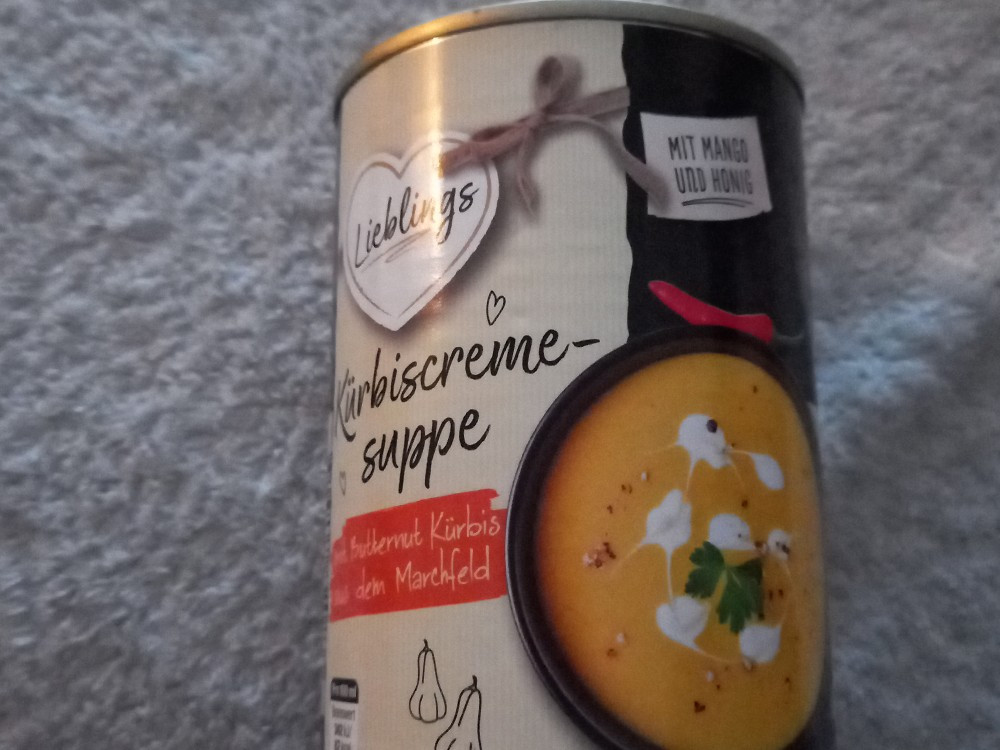 Lieblings
MIT MANGO
UND HONIG
Kürbiscreme-
suppe
Butternut Kürbis
dem Marchfeld